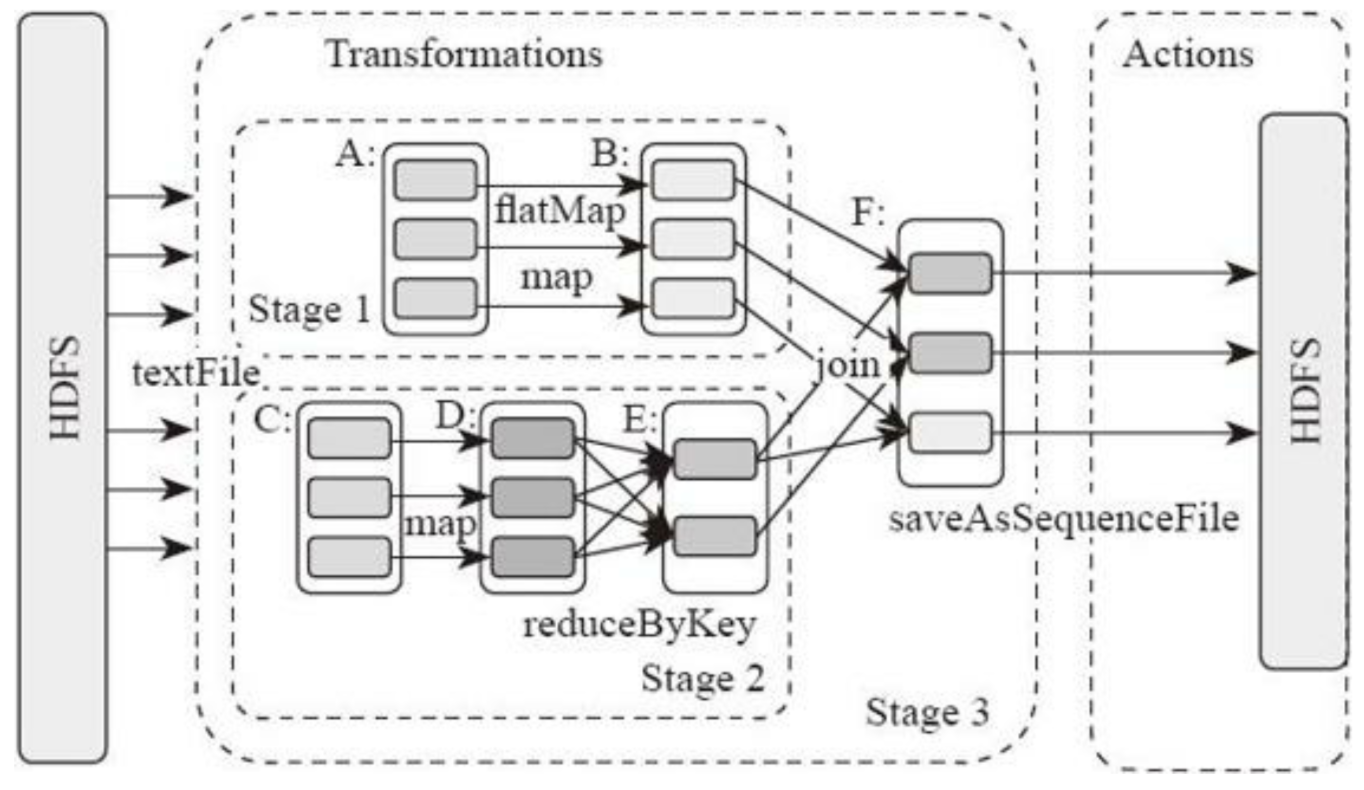 Transformations
Actions
A:
B:
flatMap
map
Stage 1
F:
HDFS
textFile
join
HDFS
C:
D:
E:
map
saveAsSequenceFile
reduceByKey
Stage 2
Stage 3